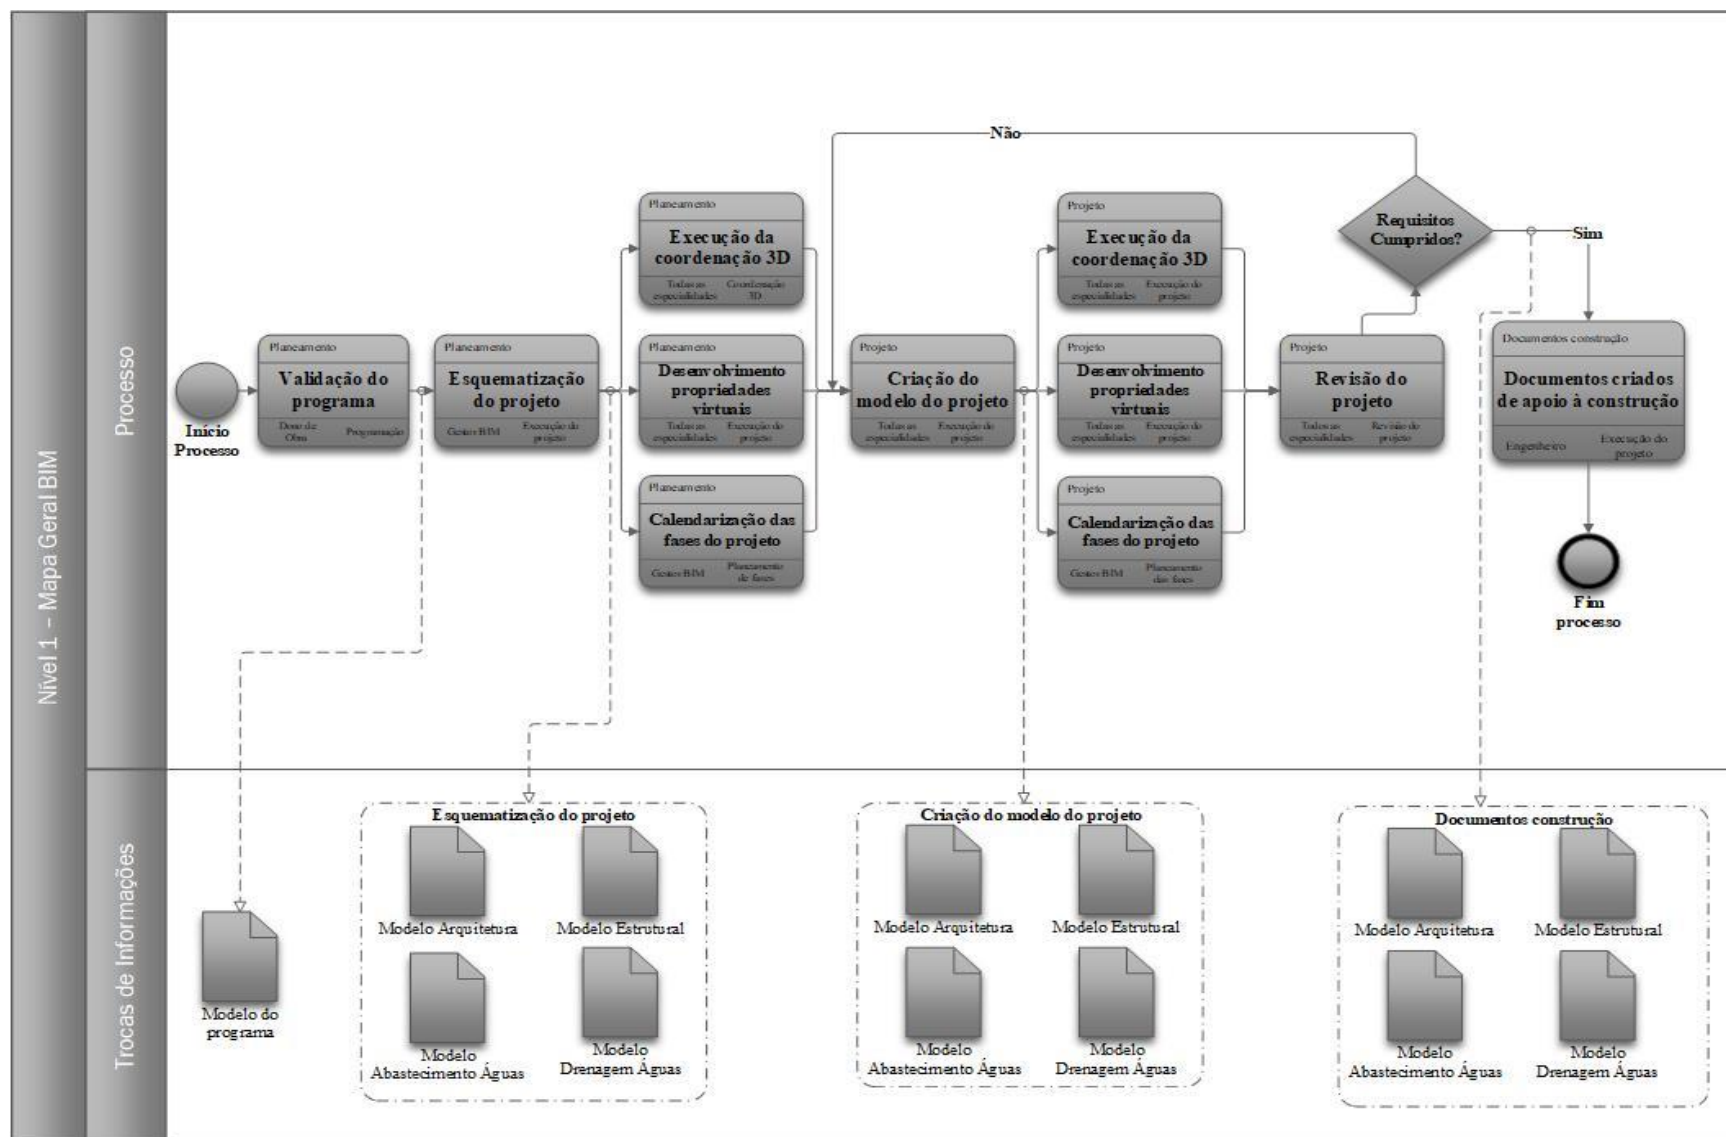 Nível 1 – Mapa Geral BIM
Processo
Início
Processo
Planeamento
Validação do
programa
Dono de
Obra
Programação
Planeamento
Esquematização
do projeto
Gestor BIM
Execução do
projeto
Planeamento
Execução da
coordenação 3D
Todas as
especialidades
Coordenação
3D
Planeamento
Desenvolvimento
propriedades
virtuais
Todas as
especialidades
Execução do
projeto
Planeamento
Calendarização das
fases do projeto
Gestor BIM
Planeamento
de fases
Projeto
Criação do
modelo do projeto
Todas as
especialidades
Execução do
projeto
Não
Projeto
Execução da
coordenação 3D
Todas as
especialidades
Execução do
projeto
Projeto
Desenvolvimento
propriedades
virtuais
Todas as
especialidades
Execução do
projeto
Projeto
Calendarização das
fases do projeto
Gestor BIM
Planeamento
das fases
Projeto
Revisão do
projeto
Todas as
especialidades
Revisão do
projeto
Requisitos
Cumpridos?
Sim
Documentos construção
Documentos criados
de apoio à construção
Engenheiro
Execução do
projeto
Fim
processo
Trocas de Informações
Modelo do
programa
Esquematização do projeto
Modelo Arquitetura
Modelo Estrutural
Modelo
Abastecimento Águas
Modelo
Drenagem Águas
Criação do modelo do projeto
Modelo Arquitetura
Modelo Estrutural
Modelo
Abastecimento Águas
Modelo
Drenagem Águas
Documentos construção
Modelo Arquitetura
Modelo Estrutural
Modelo
Abastecimento Águas
Modelo
Drenagem Águas